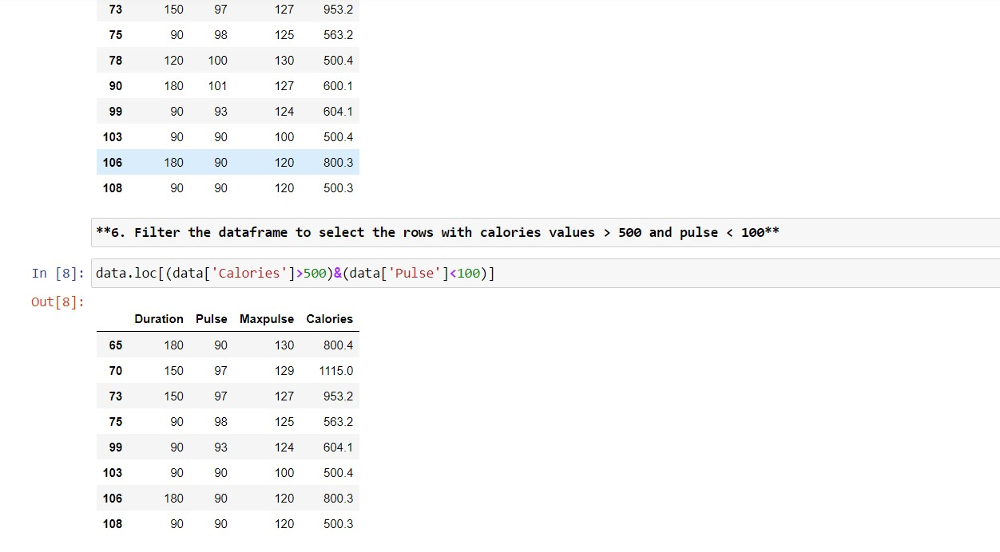 73 150 97 127 953.2
75 90 98 125 563.2
78 120 100 130 500.4
90 180 101 127 600.1
99 90 93 124 604.1
103 90 90 100 500.4
106 180 90 120 800.3
108 90 90 120 500.3
**6. Filter the dataframe to select the rows with calories values > 500 and pulse < 100**
In [8]: data.loc[(data['Calories']>500)&(data['Pulse']<100)]
Out[8]:
Duration Pulse Maxpulse Calories
65 180 90 130 800.4
70 150 97 129 1115.0
73 150 97 127 953.2
75 90 98 125 563.2
99 90 93 124 604.1
103 90 90 100 500.4
106 180 90 120 800.3
108 90 90 120 500.3